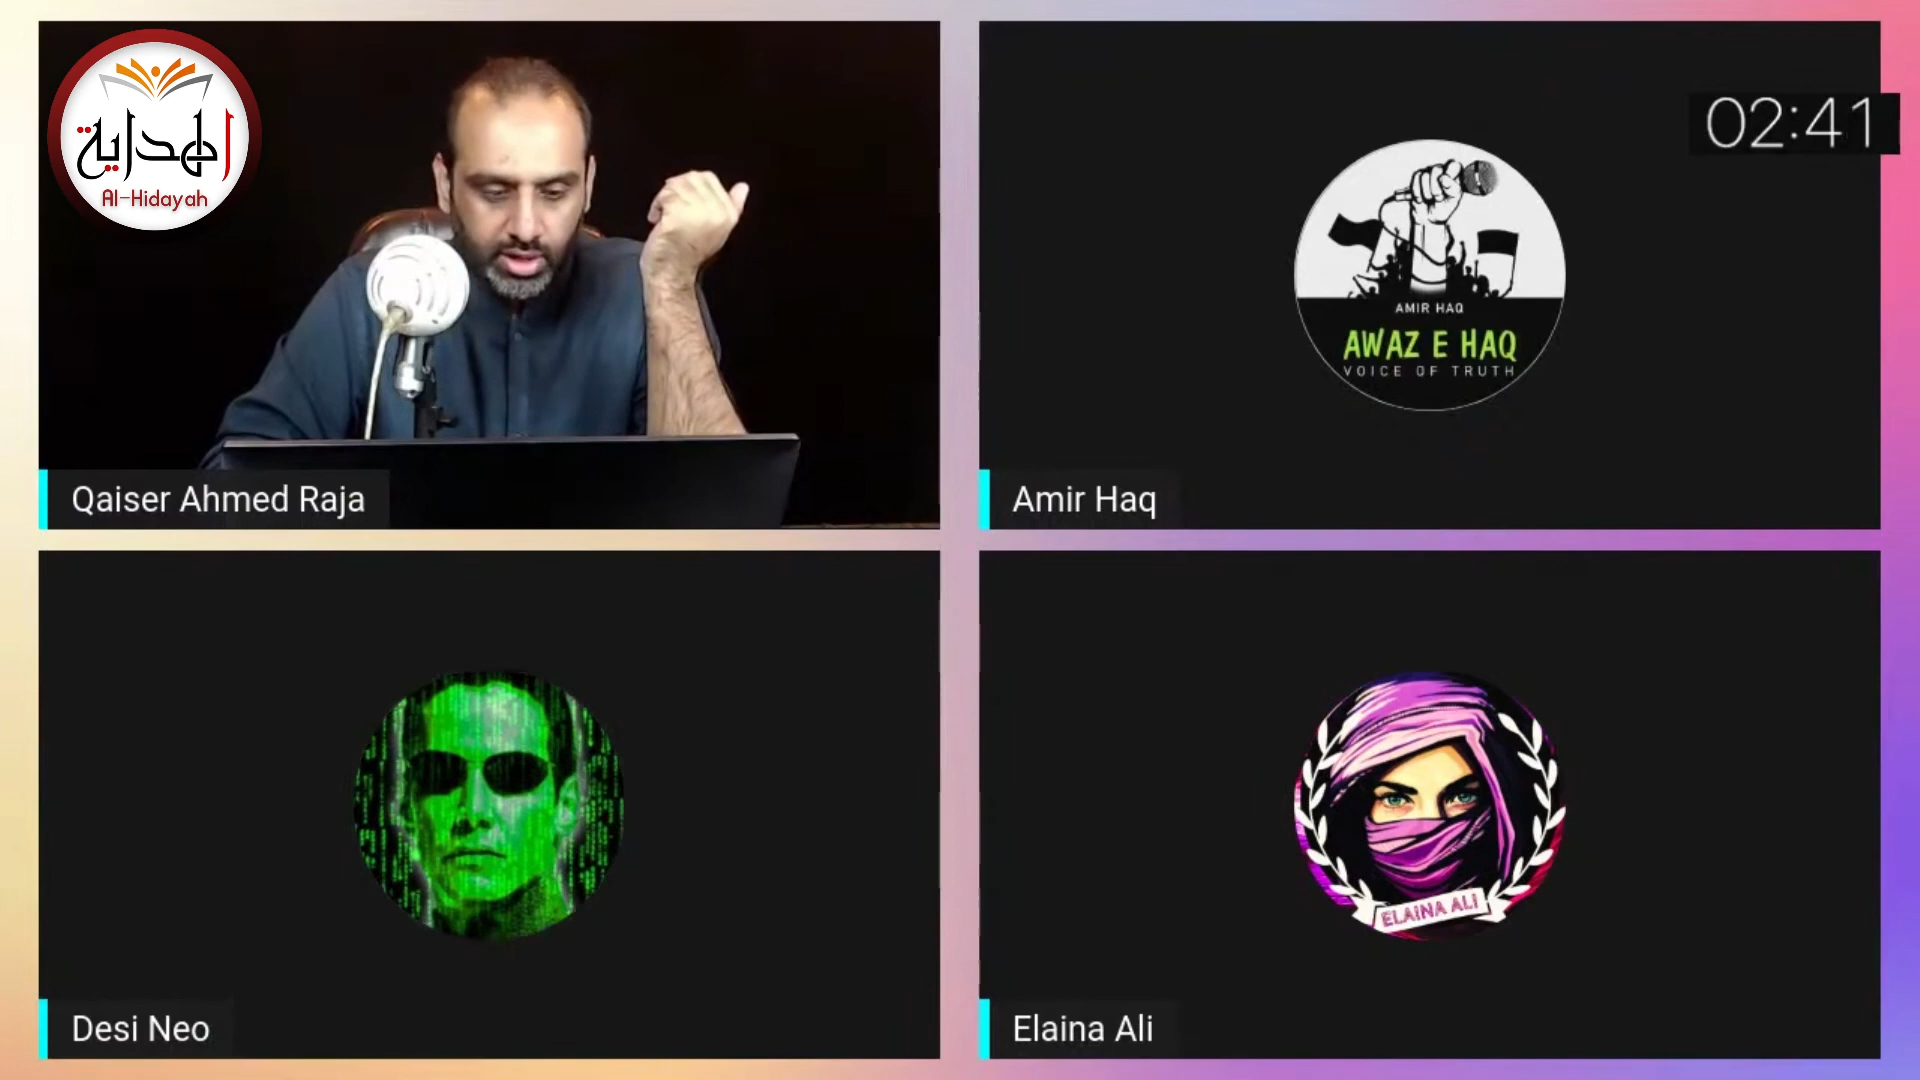 الهداية
Al-Hidayah
Qaiser Ahmed Raja
02:41
AMIR HAQ
AWAZ E HAQ
VOICE OF TRUTH
Amir Haq
Desi Neo
ELAINA ALI
Elaina Ali